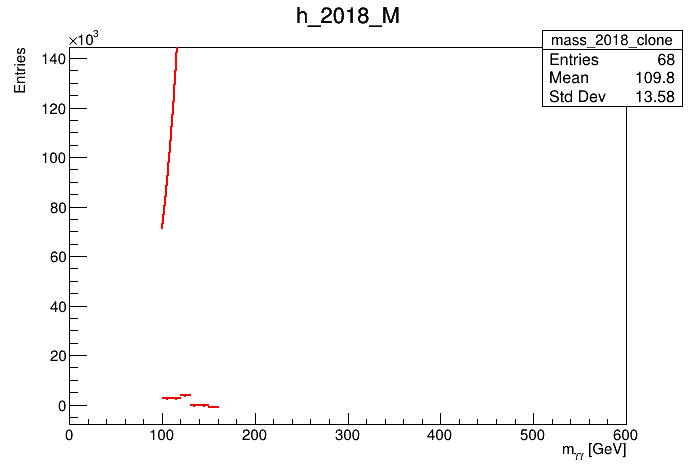 h_2018_M
×10³
mass_2018_clone
Entries 68
Mean 109.8
Std Dev 13.58
Entries
140
120
100
80
60
40
20
0
0 100 200 300 400 500 600
m_γγ [GeV]